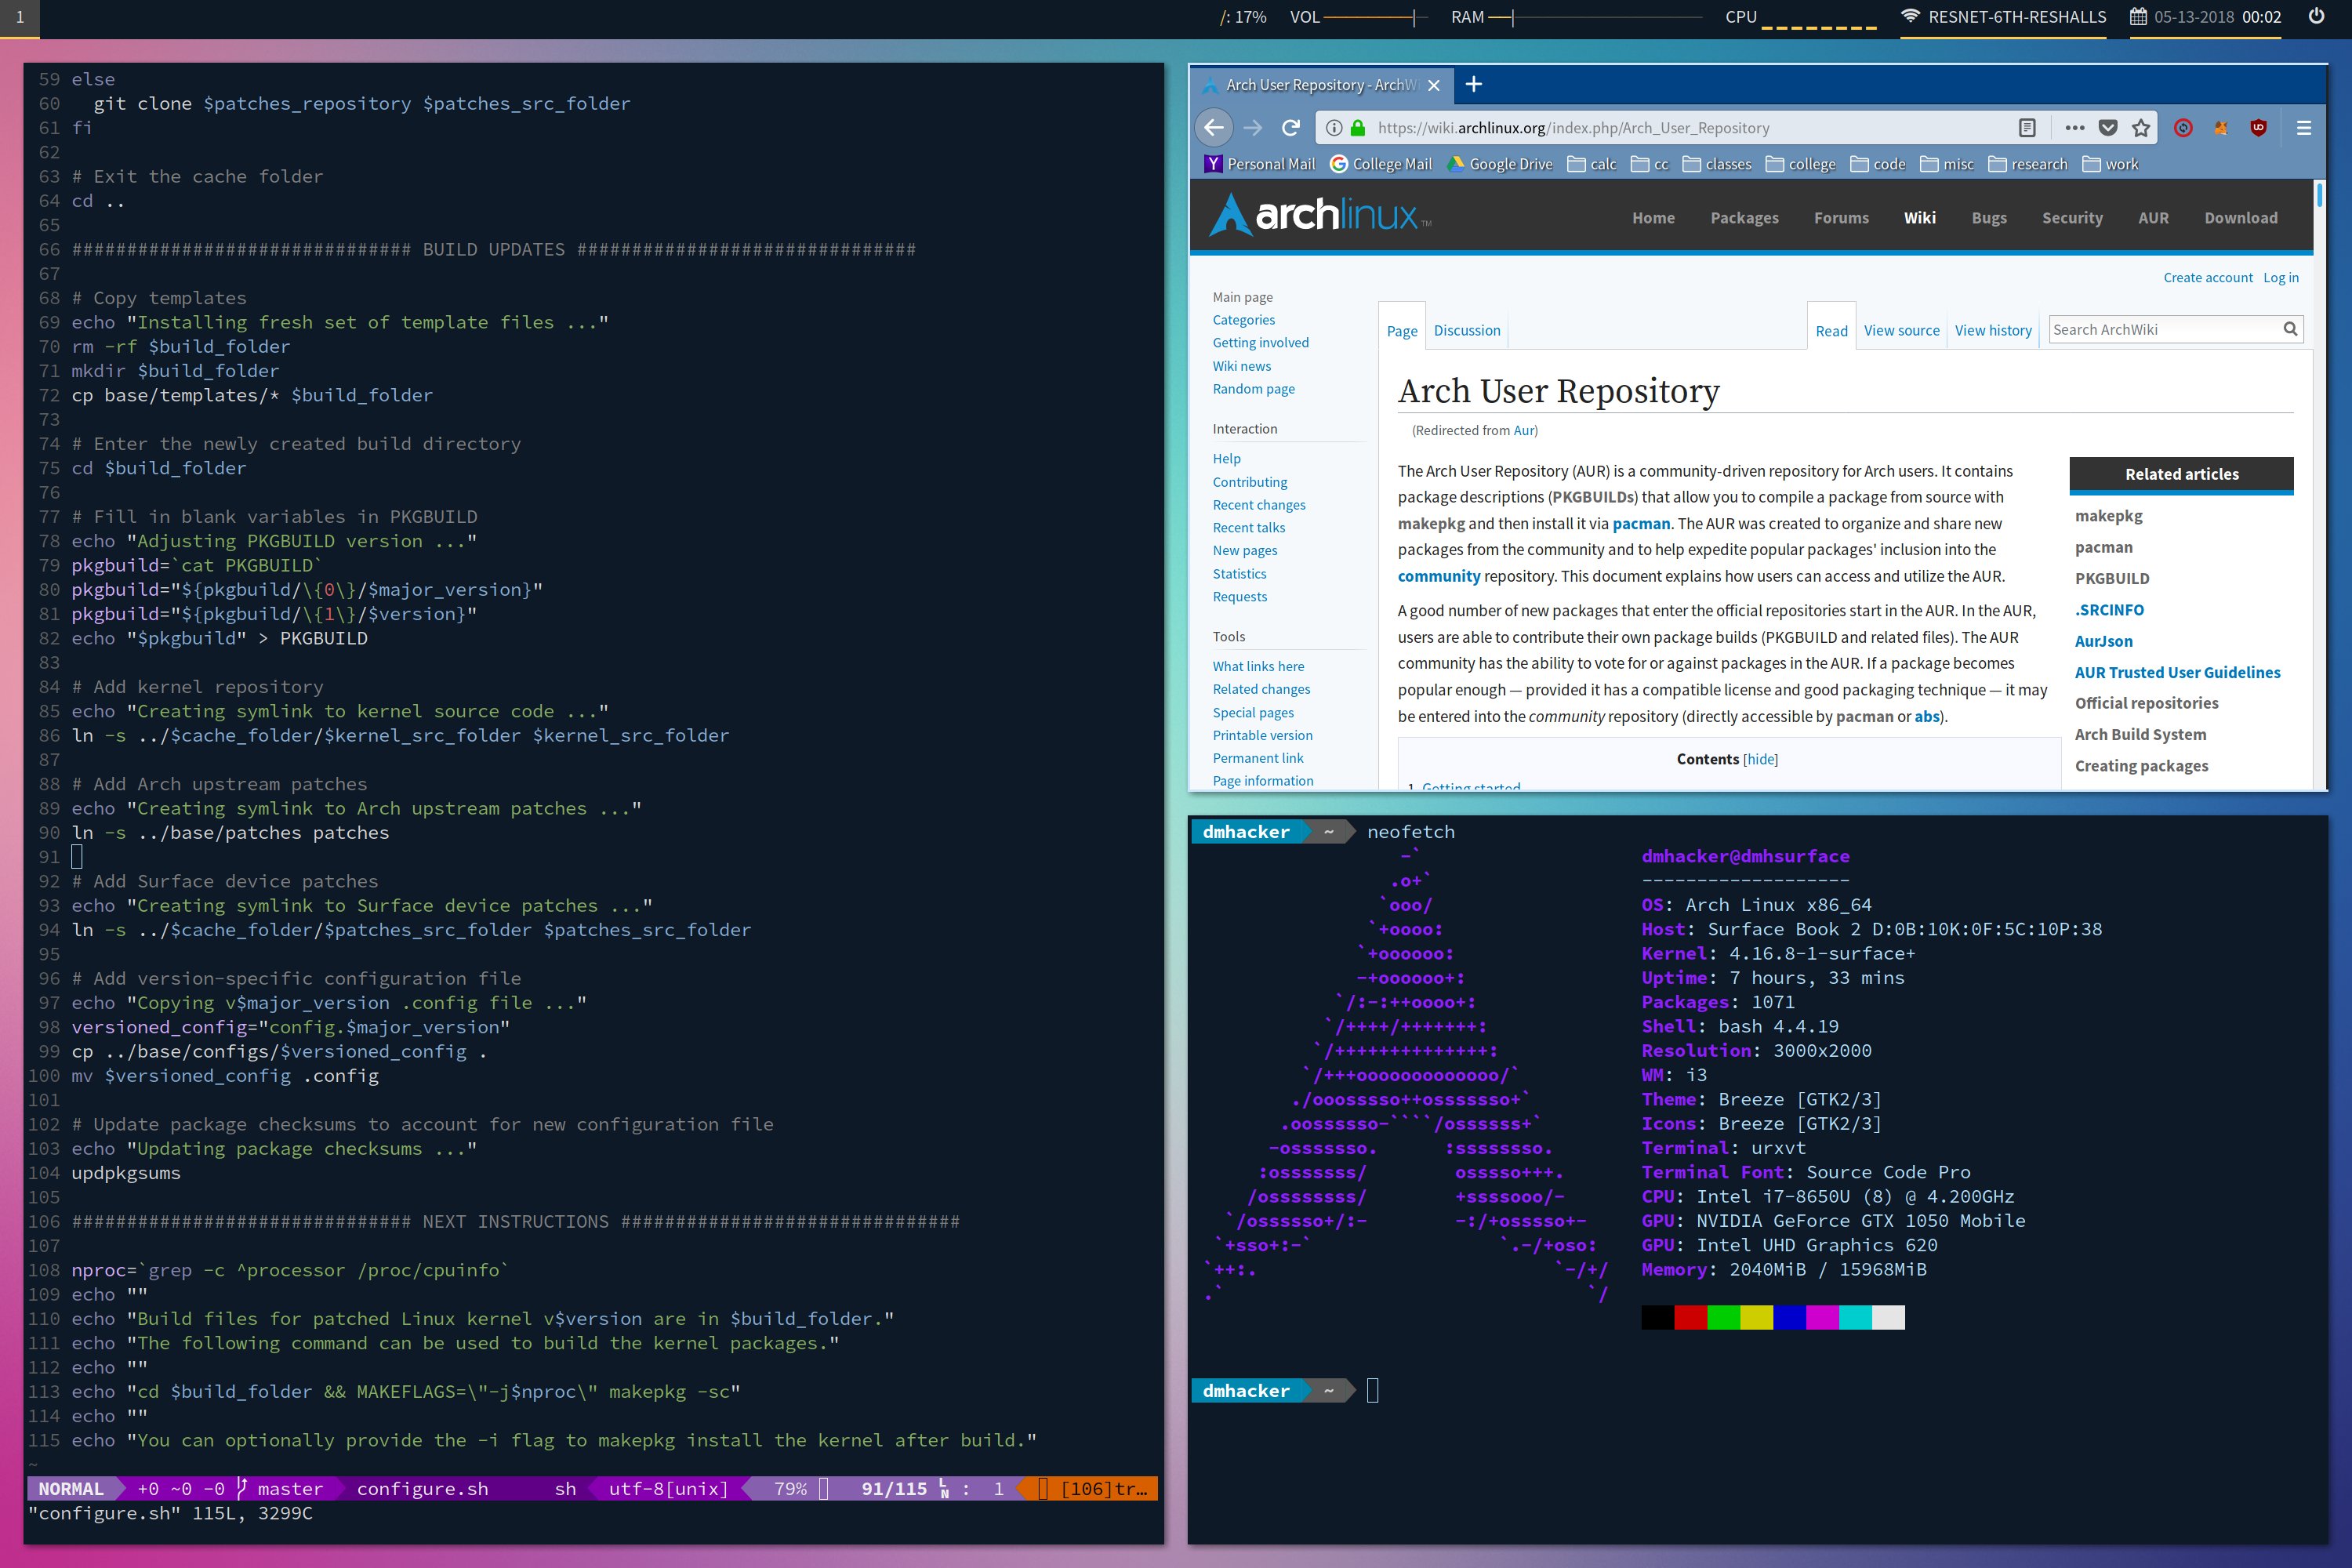 1
/: 17% VOL RAM CPU RESNET-6TH-RESHALLS 05-13-2018 00:02
59 else
60   git clone $patches_repository $patches_src_folder
61 fi
62
63 # Exit the cache folder
64 cd ..
65
66 ############################### BUILD UPDATES ###############################
67
68 # Copy templates
69 echo "Installing fresh set of template files ..."
70 rm -rf $build_folder
71 mkdir $build_folder
72 cp base/templates/* $build_folder
73
74 # Enter the newly created build directory
75 cd $build_folder
76
77 # Fill in blank variables in PKGBUILD
78 echo "Adjusting PKGBUILD version ..."
79 pkgbuild=`cat PKGBUILD`
80 pkgbuild="${pkgbuild/\{0\}/$major_version}"
81 pkgbuild="${pkgbuild/\{1\}/$version}"
82 echo "$pkgbuild" > PKGBUILD
83
84 # Add kernel repository
85 echo "Creating symlink to kernel source code ..."
86 ln -s ../$cache_folder/$kernel_src_folder $kernel_src_folder
87
88 # Add Arch upstream patches
89 echo "Creating symlink to Arch upstream patches ..."
90 ln -s ../base/patches patches
91
92 # Add Surface device patches
93 echo "Creating symlink to Surface device patches ..."
94 ln -s ../$cache_folder/$patches_src_folder $patches_src_folder
95
96 # Add version-specific configuration file
97 echo "Copying v$major_version .config file ..."
98 versioned_config="config.$major_version"
99 cp ../base/configs/$versioned_config .
100 mv $versioned_config .config
101
102 # Update package checksums to account for new configuration file
103 echo "Updating package checksums ..."
104 updpkgsums
105
106 ############################### NEXT INSTRUCTIONS ###############################
107
108 nproc=`grep -c ^processor /proc/cpuinfo`
109 echo ""
110 echo "Build files for patched Linux kernel v$version are in $build_folder."
111 echo "The following command can be used to build the kernel packages."
112 echo ""
113 echo "cd $build_folder && MAKEFLAGS=\"-j$nproc\" makepkg -sc"
114 echo ""
115 echo "You can optionally provide the -i flag to makepkg install the kernel after build."
~
NORMAL +0 ~0 -0 master configure.sh sh utf-8[unix] 79% 91/115 LN : 1 [106]tr…
"configure.sh" 115L, 3299C
Arch User Repository - ArchW
https://wiki.archlinux.org/index.php/Arch_User_Repository
Personal Mail College Mail Google Drive calc cc classes college code misc research work
archlinux™ Home Packages Forums Wiki Bugs Security AUR Download
Create account Log in
Main page
Categories
Getting involved
Wiki news
Random page
Interaction
Help
Contributing
Recent changes
Recent talks
New pages
Statistics
Requests
Tools
What links here
Related changes
Special pages
Printable version
Permanent link
Page information
Page Discussion Read View source View history Search ArchWiki
Arch User Repository
(Redirected from Aur)
The Arch User Repository (AUR) is a community-driven repository for Arch users. It contains
package descriptions (PKGBUILDs) that allow you to compile a package from source with
makepkg and then install it via pacman. The AUR was created to organize and share new
packages from the community and to help expedite popular packages' inclusion into the
community repository. This document explains how users can access and utilize the AUR.
A good number of new packages that enter the official repositories start in the AUR. In the AUR,
users are able to contribute their own package builds (PKGBUILD and related files). The AUR
community has the ability to vote for or against packages in the AUR. If a package becomes
popular enough — provided it has a compatible license and good packaging technique — it may
be entered into the community repository (directly accessible by pacman or abs).
Contents [hide]
1 Getting started
Related articles
makepkg
pacman
PKGBUILD
.SRCINFO
AurJson
AUR Trusted User Guidelines
Official repositories
Arch Build System
Creating packages
dmhacker ~ neofetch
dmhacker@dmhsurface
-------------------
OS: Arch Linux x86_64
Host: Surface Book 2 D:0B:10K:0F:5C:10P:38
Kernel: 4.16.8-1-surface+
Uptime: 7 hours, 33 mins
Packages: 1071
Shell: bash 4.4.19
Resolution: 3000x2000
WM: i3
Theme: Breeze [GTK2/3]
Icons: Breeze [GTK2/3]
Terminal: urxvt
Terminal Font: Source Code Pro
CPU: Intel i7-8650U (8) @ 4.200GHz
GPU: NVIDIA GeForce GTX 1050 Mobile
GPU: Intel UHD Graphics 620
Memory: 2040MiB / 15968MiB
dmhacker ~